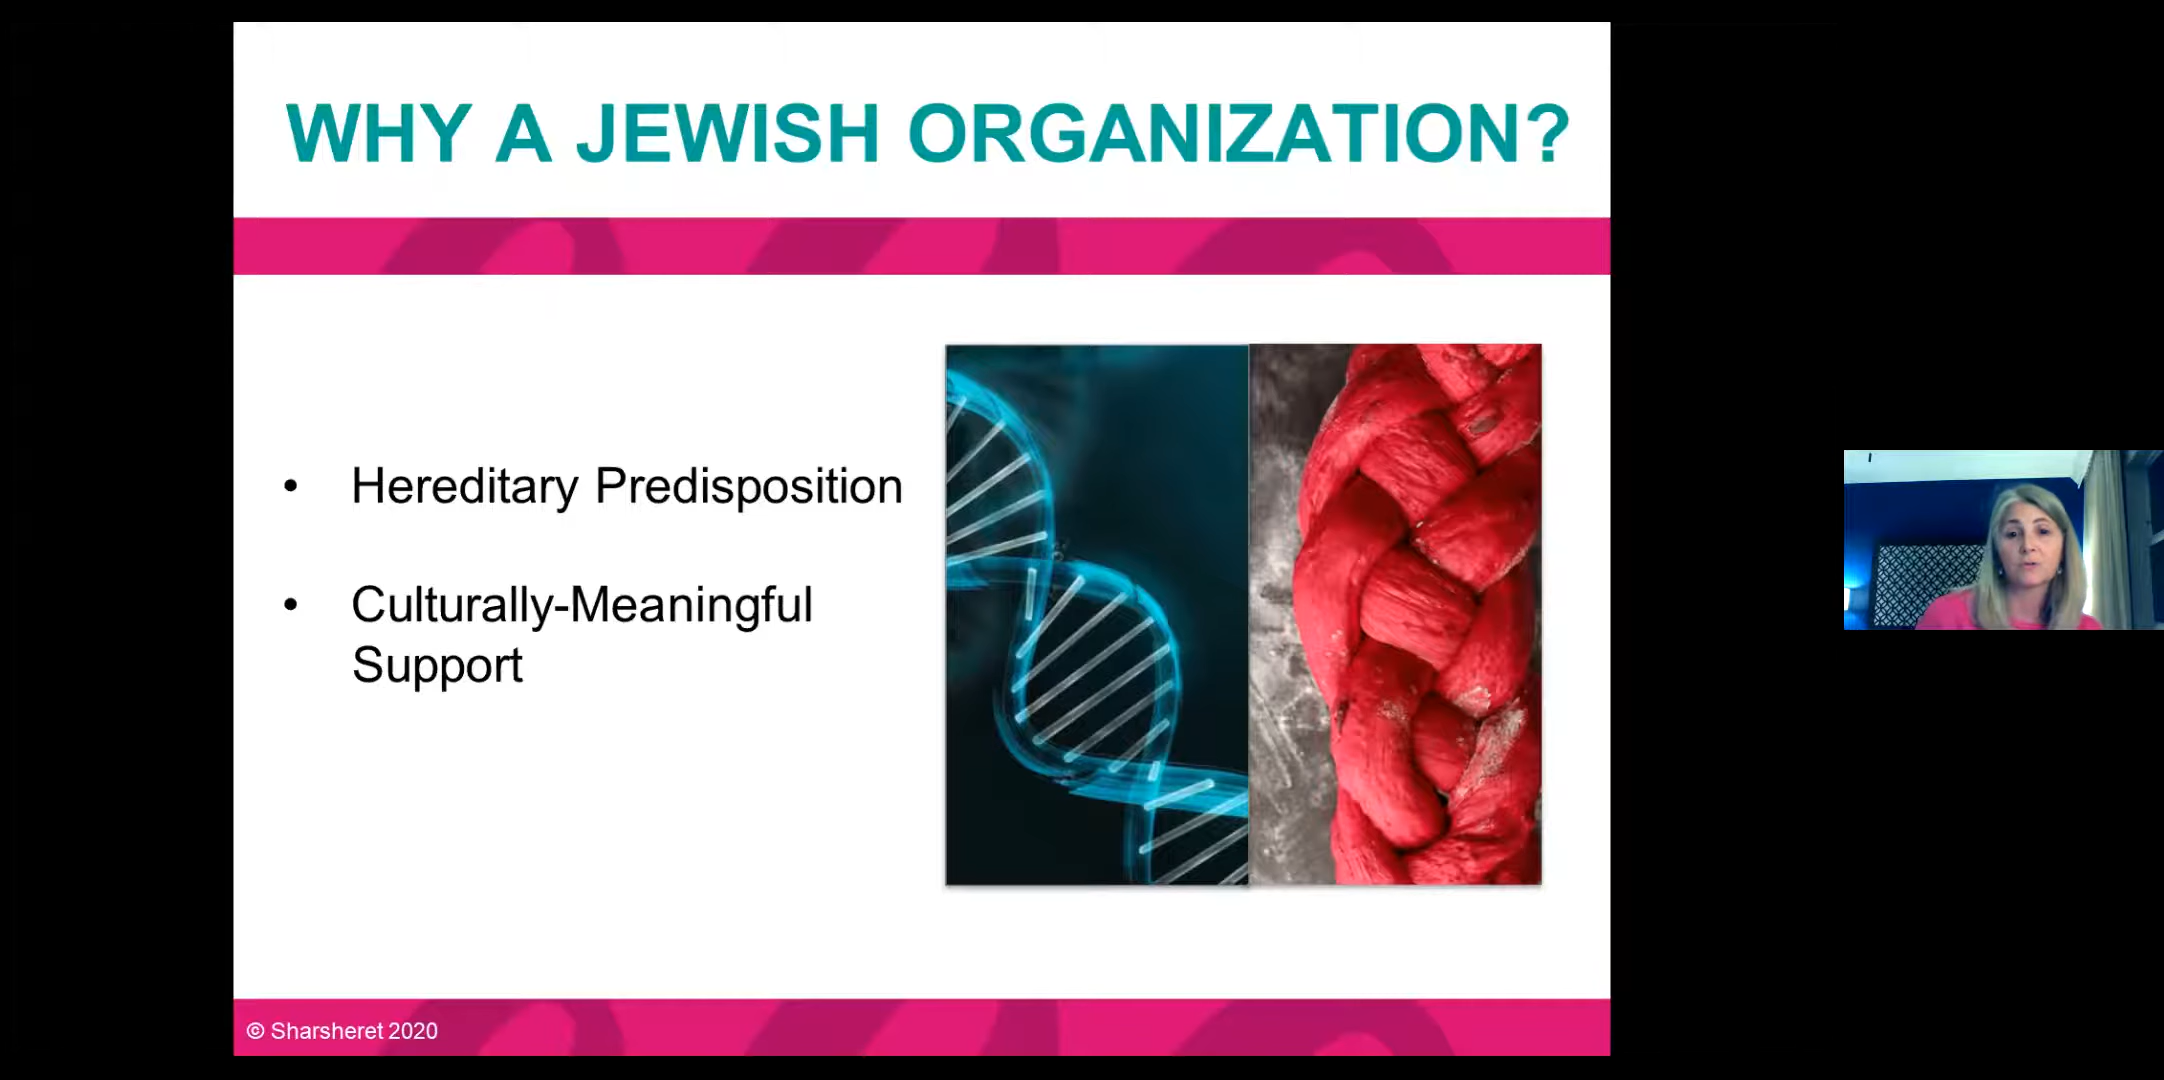 WHY A JEWISH ORGANIZATION?
• Hereditary Predisposition
• Culturally-Meaningful
Support
© Sharsheret 2020